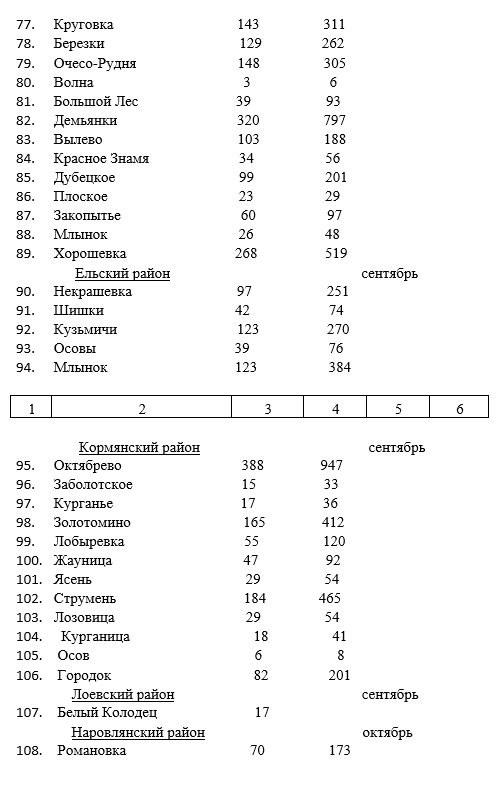 77. Круговка 143 311
78. Березки 129 262
79. Очесо-Рудня 148 305
80. Волна 3 6
81. Большой Лес 39 93
82. Демьянки 320 797
83. Вылево 103 188
84. Красное Знамя 34 56
85. Дубецкое 99 201
86. Плоское 23 29
87. Закопытье 60 97
88. Млынок 26 48
89. Хорошевка 268 519
Ельский район сентябрь
90. Некрашевка 97 251
91. Шишки 42 74
92. Кузьмичи 123 270
93. Осовы 39 76
94. Млынок 123 384
1 2 3 4 5 6
Кормянский район сентябрь
95. Октябрево 388 947
96. Заболотское 15 33
97. Курганье 17 36
98. Золотомино 165 412
99. Лобыревка 55 120
100. Жауница 47 92
101. Ясень 29 54
102. Струмень 184 465
103. Лозовица 29 54
104. Курганица 18 41
105. Осов 6 8
106. Городок 82 201
Лоевский район сентябрь
107. Белый Колодец 17
Наровлянский район октябрь
108. Романовка 70 173